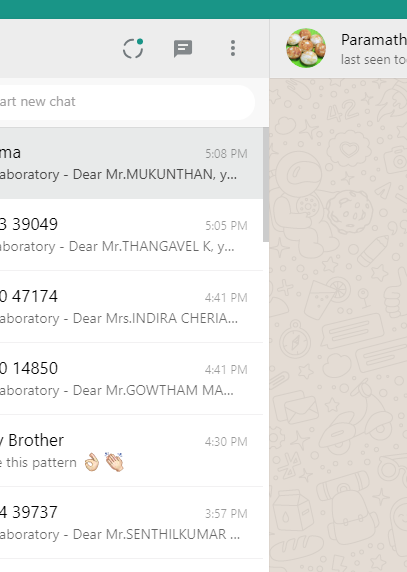 Paramath
last seen to
art new chat
ma
5:08 PM
aboratory - Dear Mr.MUKUNTHAN, y...
3 39049
5:05 PM
aboratory - Dear Mr.THANGAVEL K, y...
0 47174
4:41 PM
aboratory - Dear Mrs.INDIRA CHERIA...
0 14850
4:41 PM
aboratory - Dear Mr.GOWTHAM MA...
y Brother
4:30 PM
e this pattern 👌🏻 👏🏻
4 39737
3:57 PM
aboratory - Dear Mr.SENTHILKUMAR ...